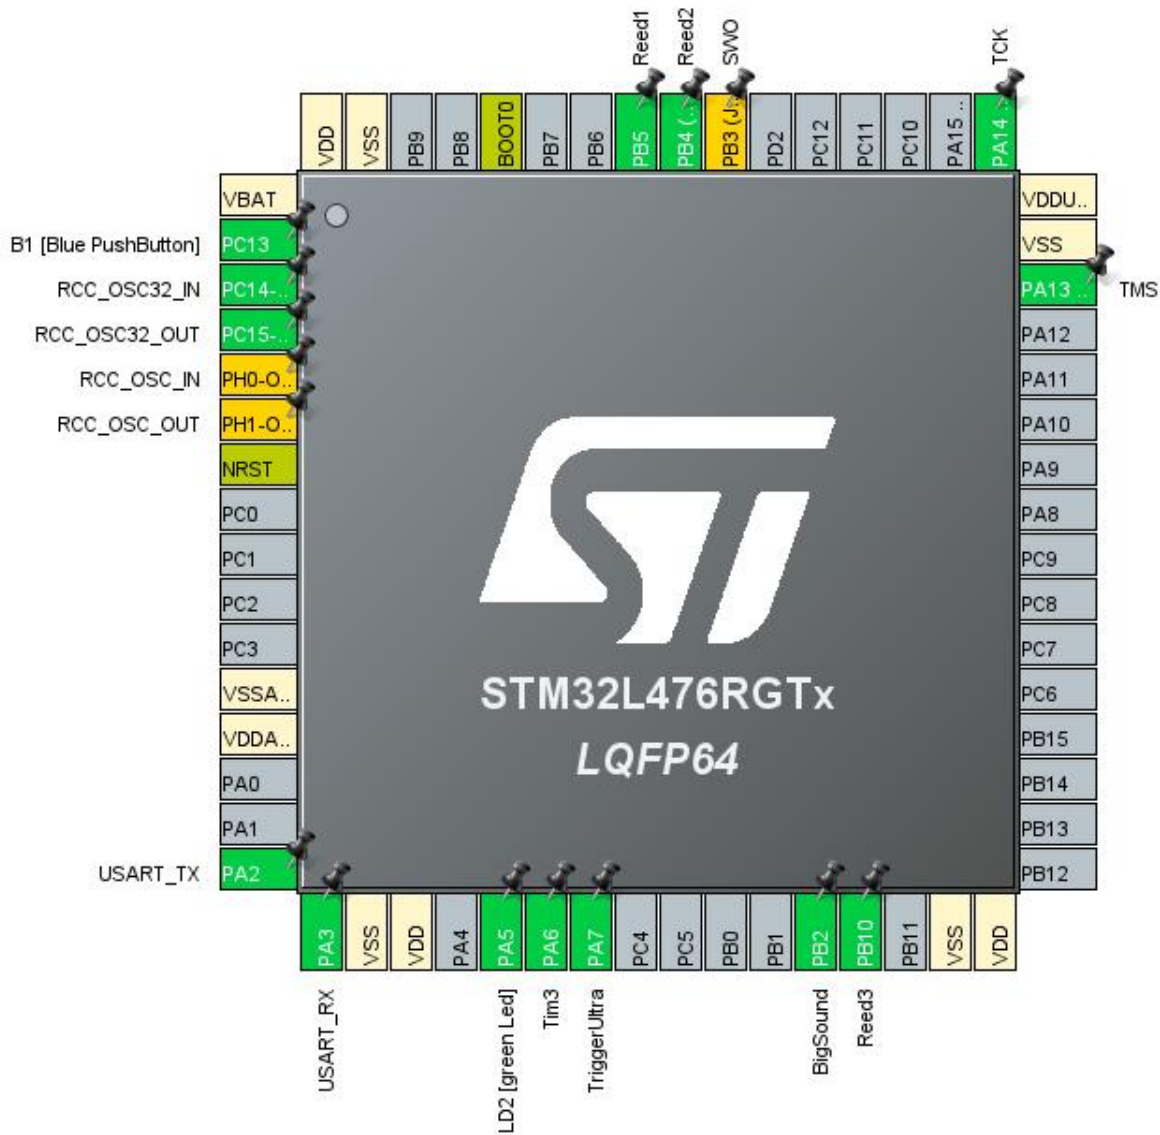 Reed1
Reed2
SWO
TCK
VDD
VSS
PB9
PB8
BOOT0
PB7
PB6
PB5
PB4 (..
PB3 (J..
PD2
PC12
PC11
PC10
PA15 ..
PA14 ..
VBAT
B1 [Blue PushButton] PC13
RCC_OSC32_IN PC14-..
RCC_OSC32_OUT PC15-..
RCC_OSC_IN PH0-O..
RCC_OSC_OUT PH1-O..
NRST
PC0
PC1
PC2
PC3
VSSA..
VDDA..
PA0
PA1
USART_TX PA2
VDDU..
VSS
PA13 .. TMS
PA12
PA11
PA10
PA9
PA8
PC9
PC8
PC7
PC6
PB15
PB14
PB13
PB12
ST
STM32L476RGTx
LQFP64
PA3
VSS
VDD
PA4
PA5
PA6
PA7
PC4
PC5
PB0
PB1
PB2
PB10
PB11
VSS
VDD
USART_RX
LD2 [green Led]
Tim3
TriggerUltra
BigSound
Reed3